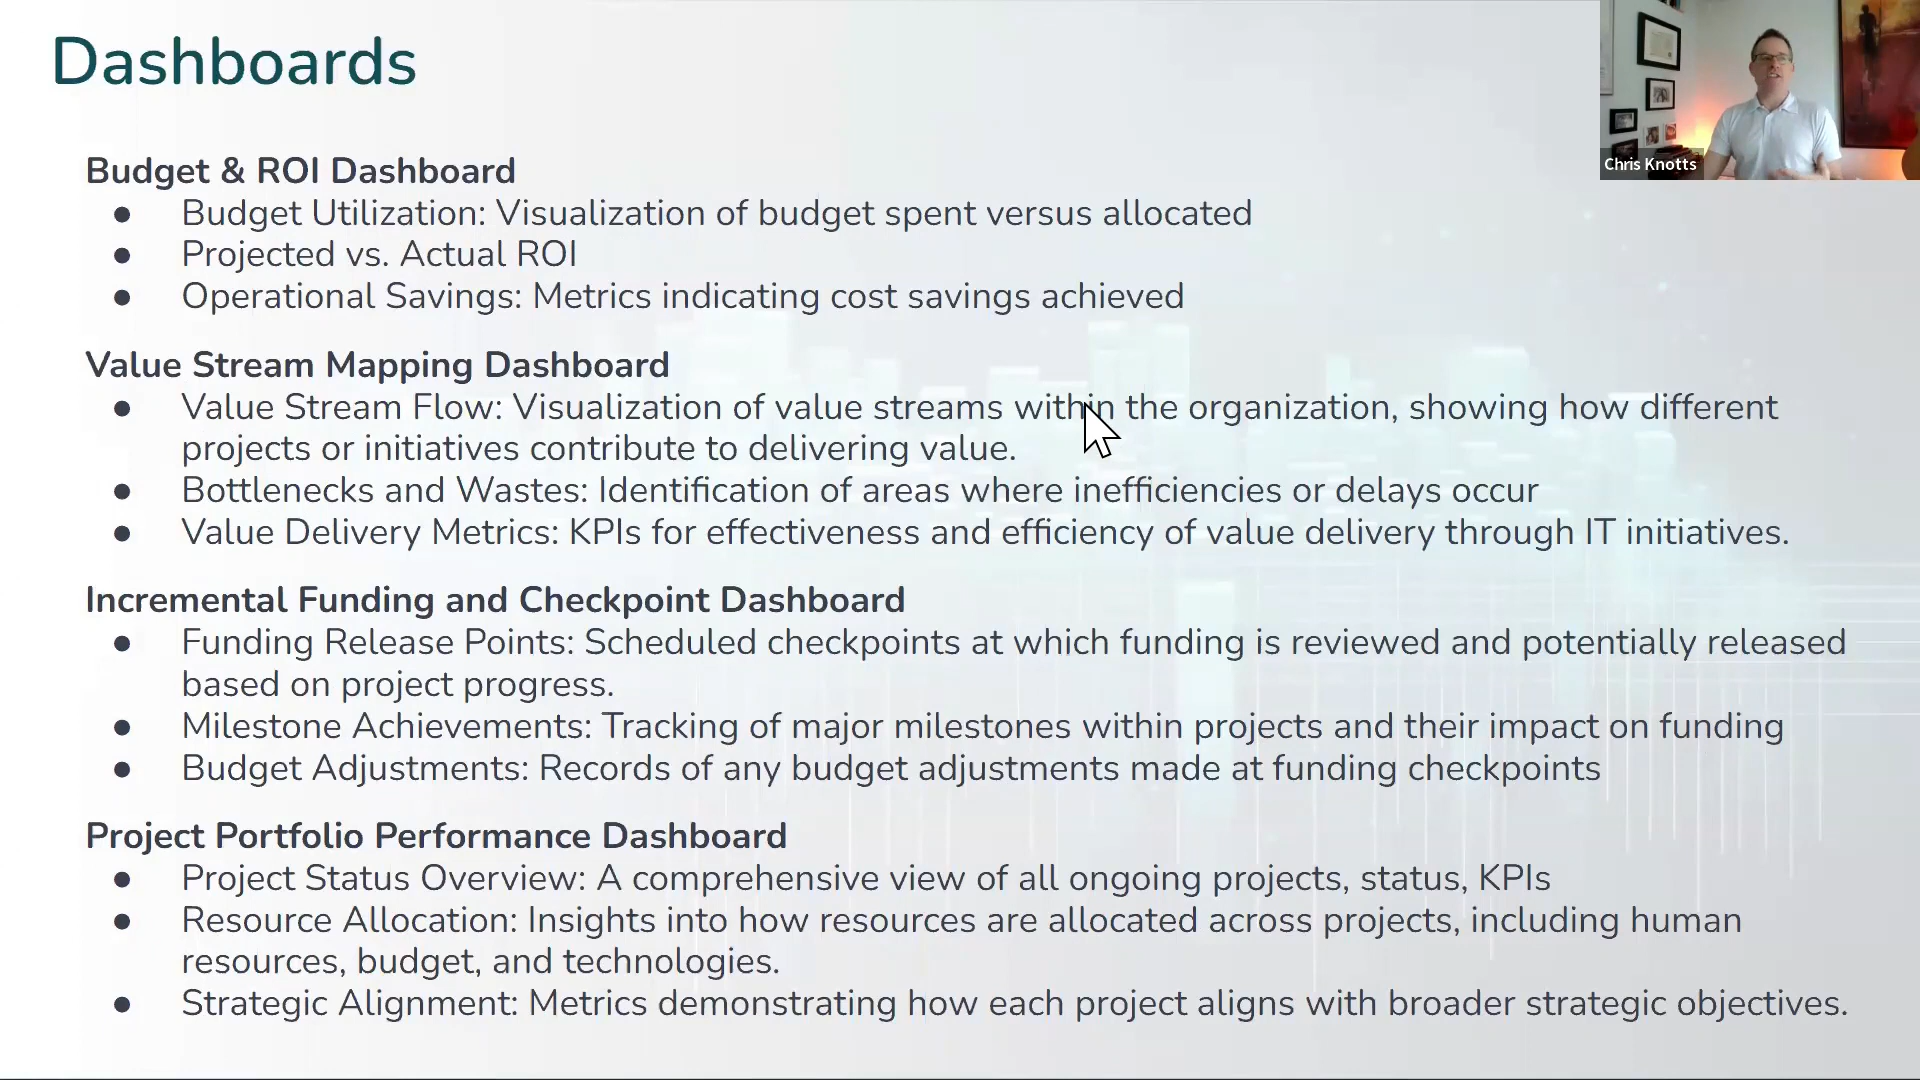 Dashboards
Chris Knotts
Budget & ROI Dashboard
● Budget Utilization: Visualization of budget spent versus allocated
● Projected vs. Actual ROI
● Operational Savings: Metrics indicating cost savings achieved
Value Stream Mapping Dashboard
● Value Stream Flow: Visualization of value streams within the organization, showing how different
projects or initiatives contribute to delivering value.
● Bottlenecks and Wastes: Identification of areas where inefficiencies or delays occur
● Value Delivery Metrics: KPIs for effectiveness and efficiency of value delivery through IT initiatives.
Incremental Funding and Checkpoint Dashboard
● Funding Release Points: Scheduled checkpoints at which funding is reviewed and potentially released
based on project progress.
● Milestone Achievements: Tracking of major milestones within projects and their impact on funding
● Budget Adjustments: Records of any budget adjustments made at funding checkpoints
Project Portfolio Performance Dashboard
● Project Status Overview: A comprehensive view of all ongoing projects, status, KPIs
● Resource Allocation: Insights into how resources are allocated across projects, including human
resources, budget, and technologies.
● Strategic Alignment: Metrics demonstrating how each project aligns with broader strategic objectives.